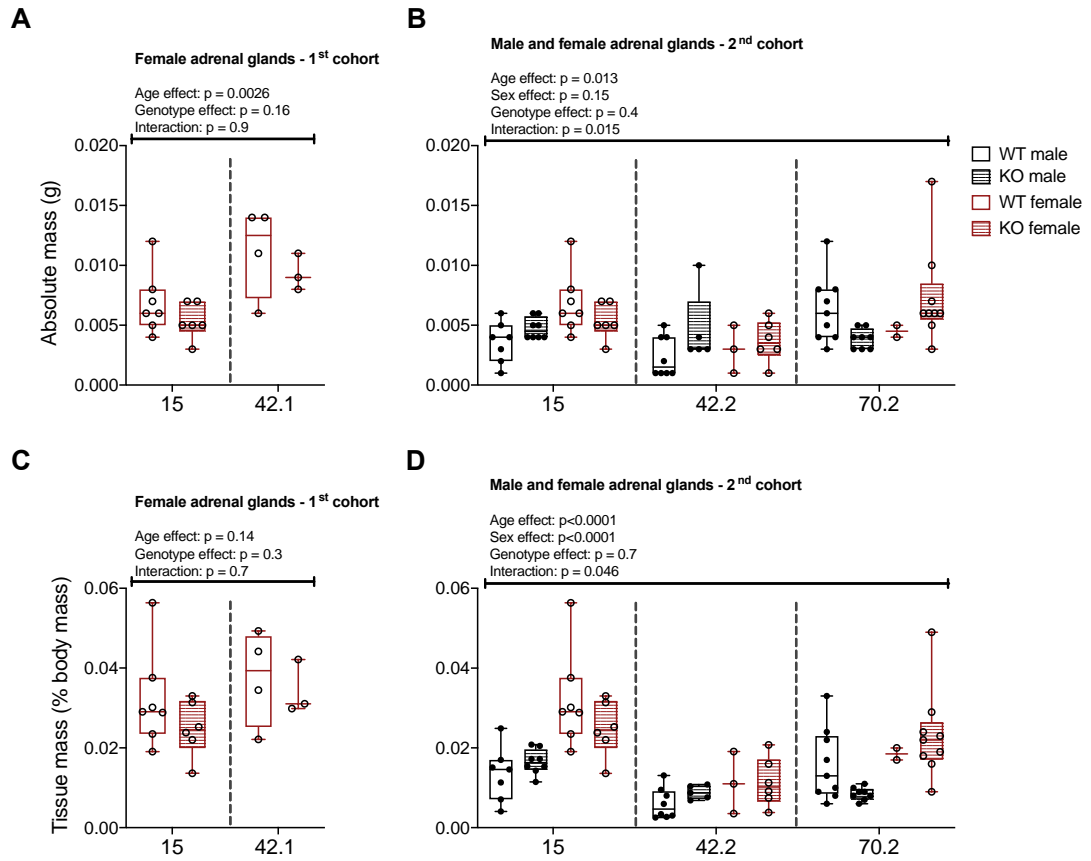 A
Female adrenal glands - 1st cohort
Age effect: p = 0.0026
Genotype effect: p = 0.16
Interaction: p = 0.9
Absolute mass (g)
0.020
0.015
0.010
0.005
0.000
15
42.1
B
Male and female adrenal glands - 2nd cohort
Age effect: p = 0.013
Sex effect: p = 0.15
Genotype effect: p = 0.4
Interaction: p = 0.015
0.020
0.015
0.010
0.005
0.000
15
42.2
70.2
WT male
KO male
WT female
KO female
C
Female adrenal glands - 1st cohort
Age effect: p = 0.14
Genotype effect: p = 0.3
Interaction: p = 0.7
Tissue mass (% body mass)
0.06
0.04
0.02
0.00
15
42.1
D
Male and female adrenal glands - 2nd cohort
Age effect: p<0.0001
Sex effect: p<0.0001
Genotype effect: p = 0.7
Interaction: p = 0.046
0.06
0.04
0.02
0.00
15
42.2
70.2